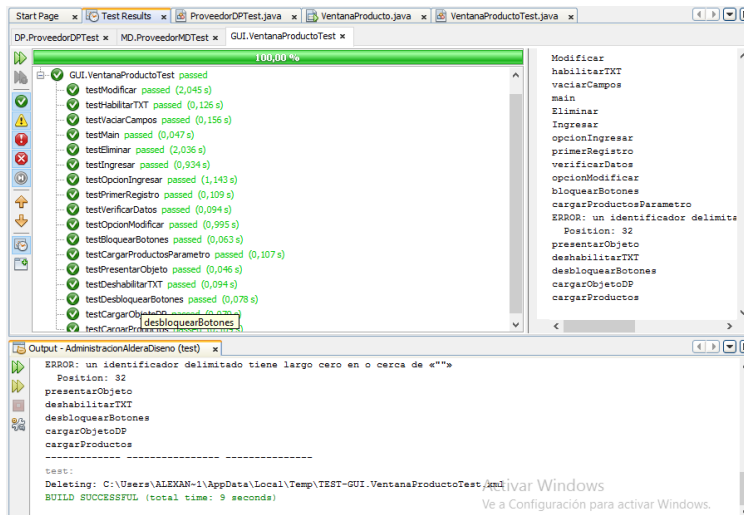 Start Page Test Results ProveedorDPTest.java VentanaProducto.java VentanaProductoTest.java
DP.ProveedorDPTest MD.ProveedorMDTest GUI.VentanaProductoTest
100,00 %
GUI.VentanaProductoTest passed
testModificar passed (2,045 s)
testHabilitarTXT passed (0,126 s)
testVaciarCampos passed (0,156 s)
testMain passed (0,047 s)
testEliminar passed (2,036 s)
testIngresar passed (0,934 s)
testOpcionIngresar passed (1,143 s)
testPrimerRegistro passed (0,109 s)
testVerificarDatos passed (0,094 s)
testOpcionModificar passed (0,995 s)
testBloquearBotones passed (0,063 s)
testCargarProductosParametro passed (0,107 s)
testPresentarObjeto passed (0,046 s)
testDeshabilitarTXT passed (0,094 s)
testDesbloquearBotones passed (0,078 s)
testCargarObjetoDP
desbloquearBotones
testCargarProductos
Modificar
habilitarTXT
vaciarCampos
main
Eliminar
Ingresar
opcionIngresar
primerRegistro
verificarDatos
opcionModificar
bloquearBotones
cargarProductosParametro
ERROR: un identificador delimita
Position: 32
presentarObjeto
deshabilitarTXT
desbloquearBotones
cargarObjetoDP
cargarProductos
Output - AdministracionAlderaDiseno (test)
ERROR: un identificador delimitado tiene largo cero en o cerca de «""»
Position: 32
presentarObjeto
deshabilitarTXT
desbloquearBotones
cargarObjetoDP
cargarProductos
------------- ---------------- ---------------
test:
Deleting: C:\Users\ALEXAN~1\AppData\Local\Temp\TEST-GUI.VentanaProductoTest.xml
BUILD SUCCESSFUL (total time: 9 seconds)
Activar Windows
Ve a Configuración para activar Windows.